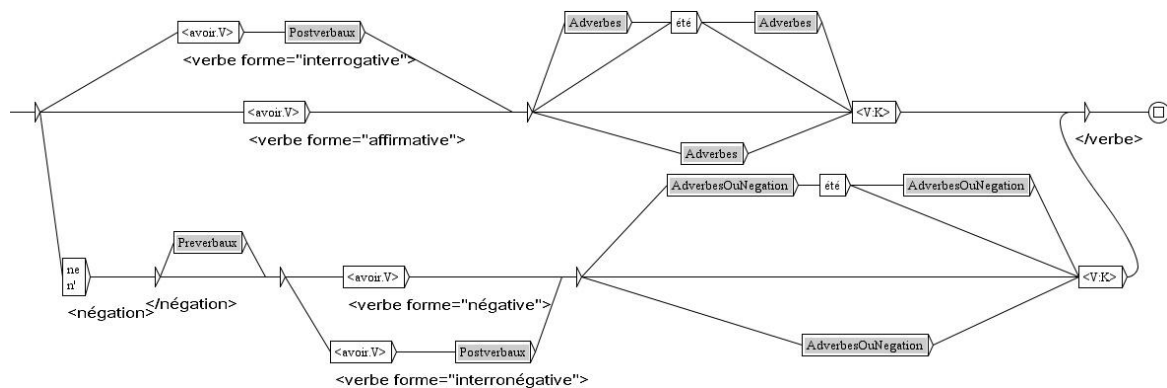 <avoir.V> Postverbaux
<verbe forme="interrogative">
<avoir.V>
<verbe forme="affirmative">
Adverbes été Adverbes
<V:K>
Adverbes
</verbe>
ne
n'
<négation>
Preverbaux
</négation>
<avoir.V>
<verbe forme="négative">
<avoir.V> Postverbaux
<verbe forme="interronégative">
AdverbesOuNegation été AdverbesOuNegation
<V:K>
AdverbesOuNegation